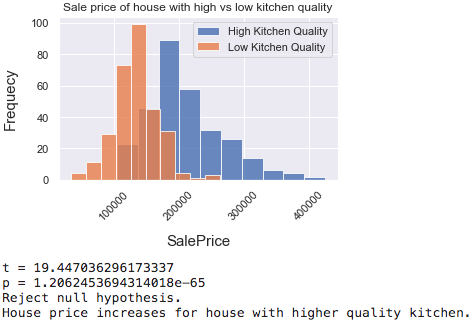 Sale price of house with high vs low kitchen quality
High Kitchen Quality
Low Kitchen Quality
Frequecy
100
80
60
40
20
0
100000
200000
300000
400000
SalePrice
t = 19.447036296173337
p = 1.2062453694314018e-65
Reject null hypothesis.
House price increases for house with higher quality kitchen.